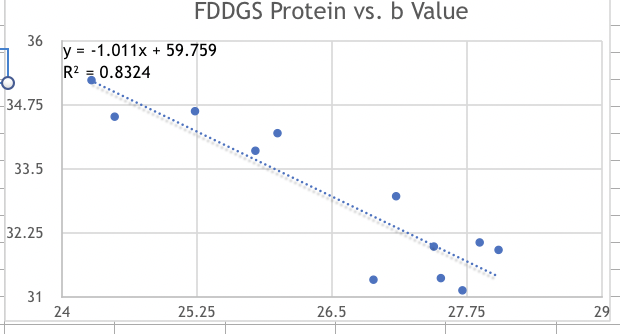 FDDGS Protein vs. b Value
36
y = -1.011x + 59.759
R² = 0.8324
34.75
33.5
32.25
31
24 25.25 26.5 27.75 29